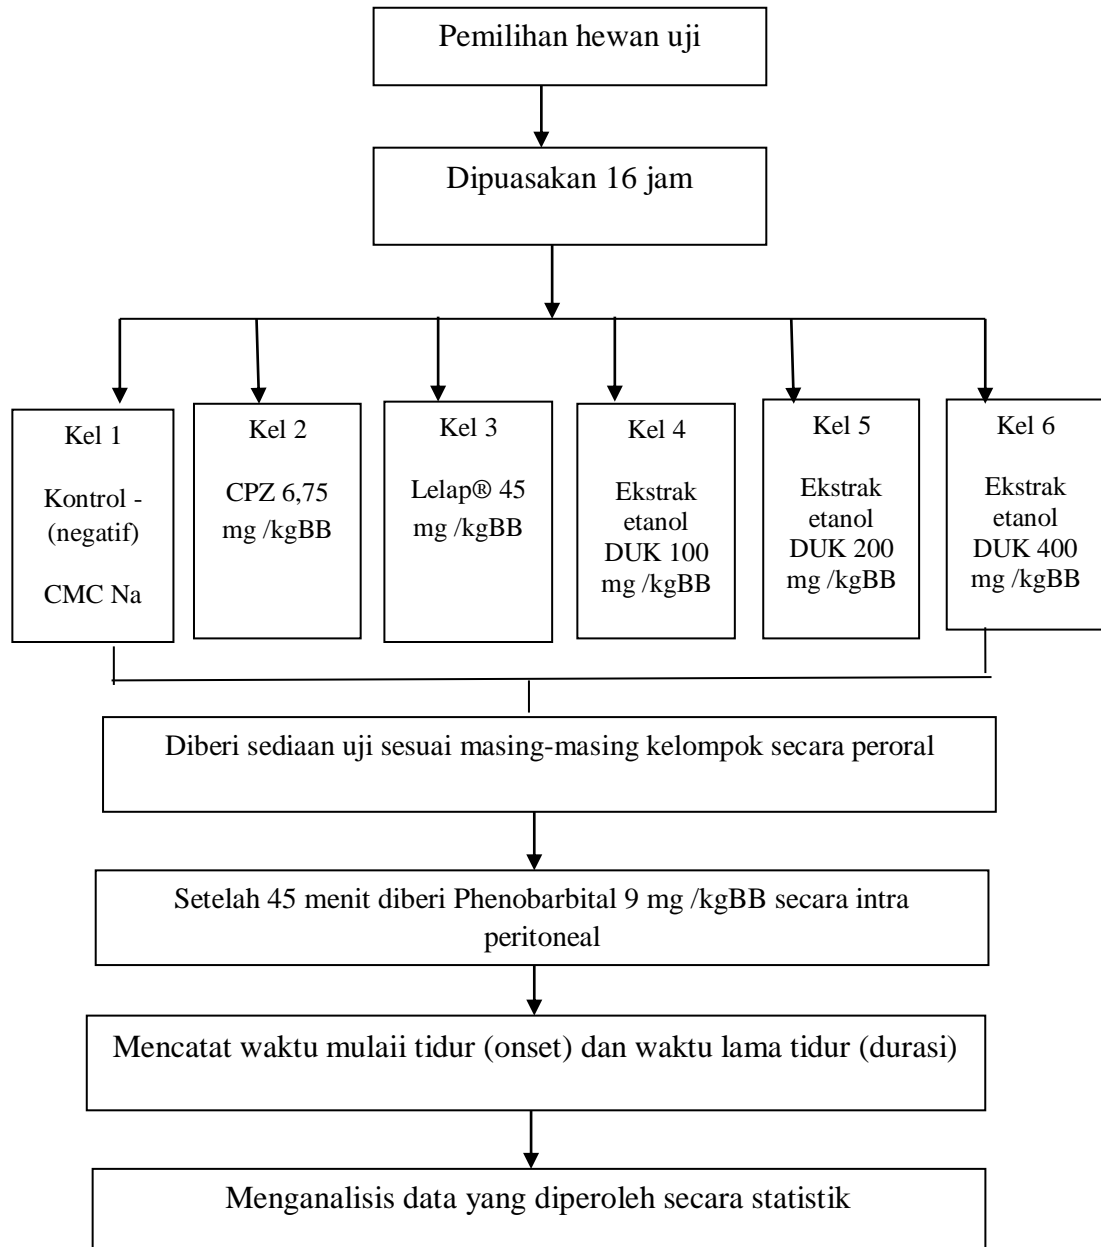 Pemilihan hewan uji
Dipuasakan 16 jam
Kel 1
Kontrol -
(negatif)
CMC Na
Kel 2
CPZ 6,75
mg /kgBB
Kel 3
Lelap® 45
mg /kgBB
Kel 4
Ekstrak
etanol
DUK 100
mg /kgBB
Kel 5
Ekstrak
etanol
DUK 200
mg /kgBB
Kel 6
Ekstrak
etanol
DUK 400
mg /kgBB
Diberi sediaan uji sesuai masing-masing kelompok secara peroral
Setelah 45 menit diberi Phenobarbital 9 mg /kgBB secara intra
peritoneal
Mencatat waktu mulaii tidur (onset) dan waktu lama tidur (durasi)
Menganalisis data yang diperoleh secara statistik